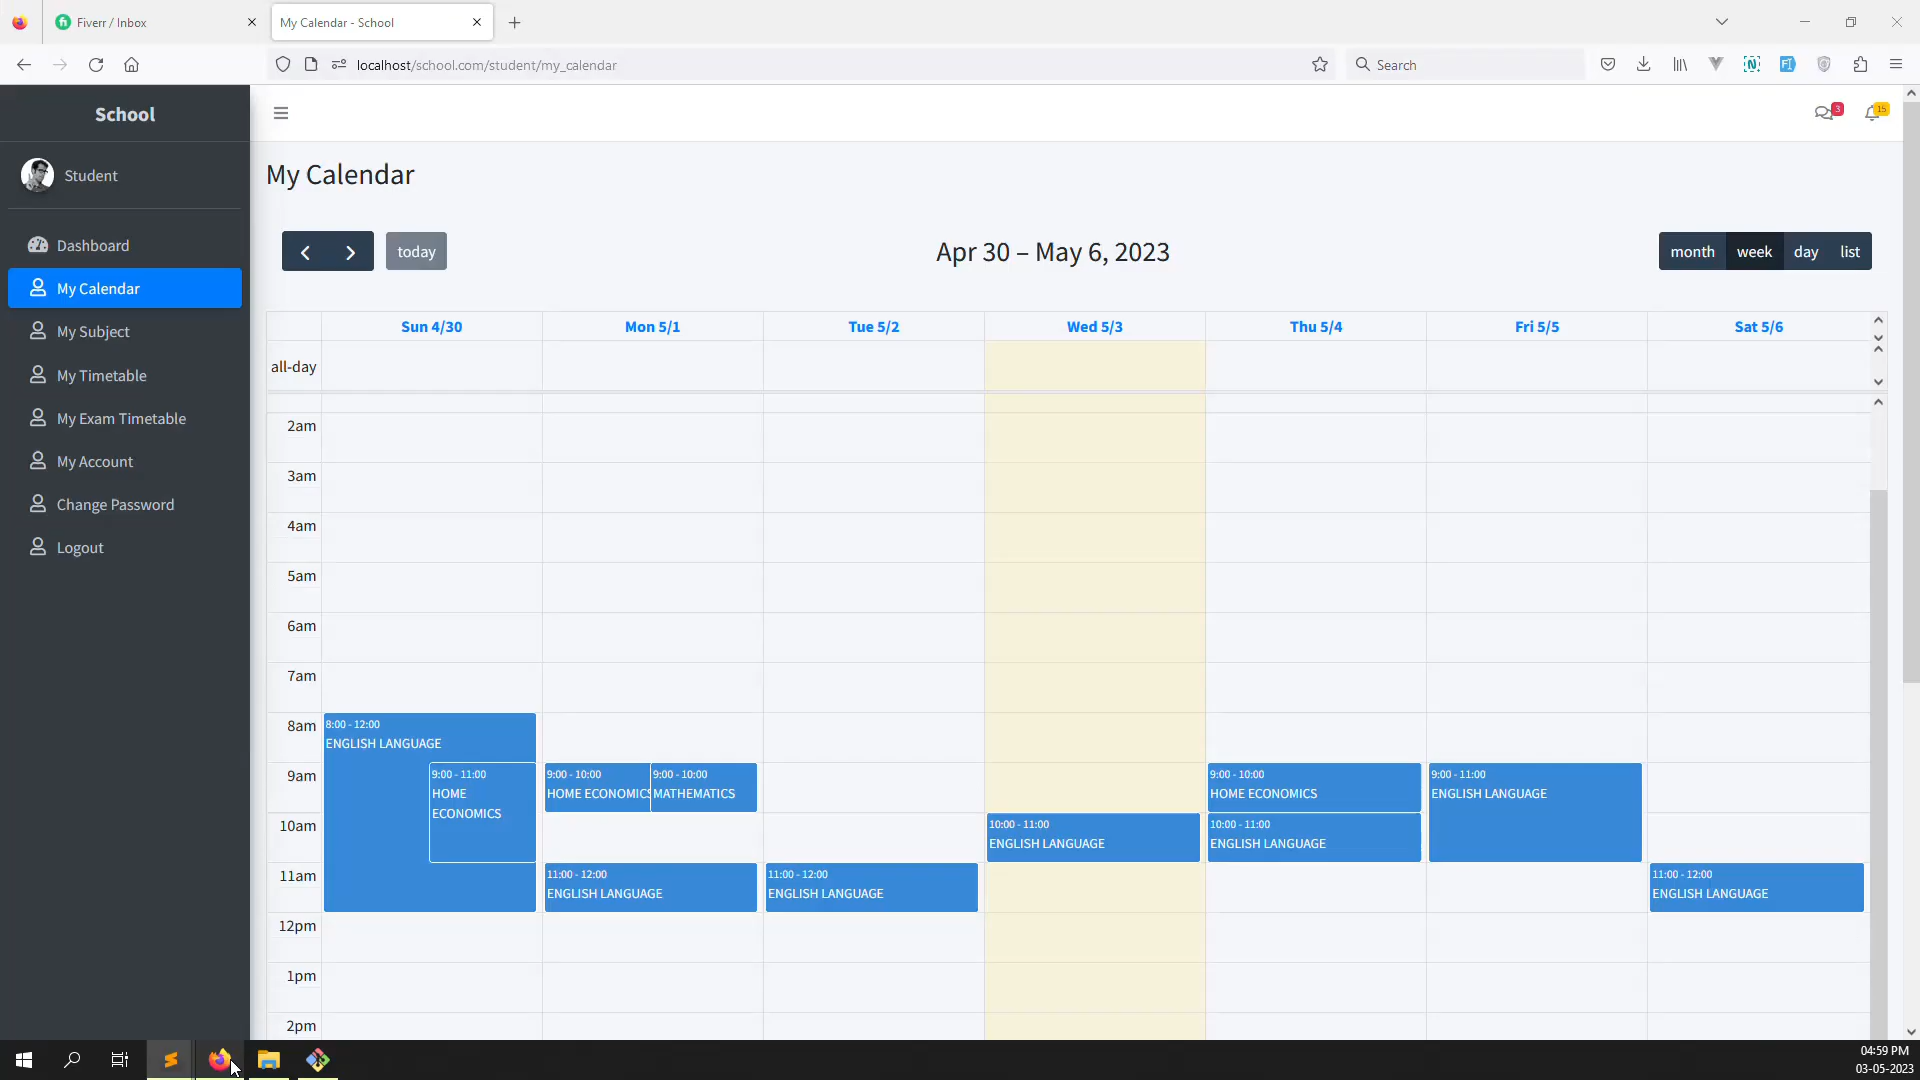 Fiverr / Inbox
My Calendar - School
localhost/school.com/student/my_calendar
Search
School
3
15
Student
My Calendar
Dashboard
My Calendar
My Subject
My Timetable
My Exam Timetable
My Account
Change Password
Logout
today
Apr 30 – May 6, 2023
month week day list
Sun 4/30 Mon 5/1 Tue 5/2 Wed 5/3 Thu 5/4 Fri 5/5 Sat 5/6
all-day
2am
3am
4am
5am
6am
7am
8am
8:00 - 12:00
ENGLISH LANGUAGE
9am
9:00 - 11:00
HOME
ECONOMICS
9:00 - 10:00
HOME ECONOMICS
9:00 - 10:00
MATHEMATICS
9:00 - 10:00
HOME ECONOMICS
9:00 - 11:00
ENGLISH LANGUAGE
10am
10:00 - 11:00
ENGLISH LANGUAGE
10:00 - 11:00
ENGLISH LANGUAGE
11am
11:00 - 12:00
ENGLISH LANGUAGE
11:00 - 12:00
ENGLISH LANGUAGE
11:00 - 12:00
ENGLISH LANGUAGE
12pm
1pm
2pm
04:59 PM
03-05-2023